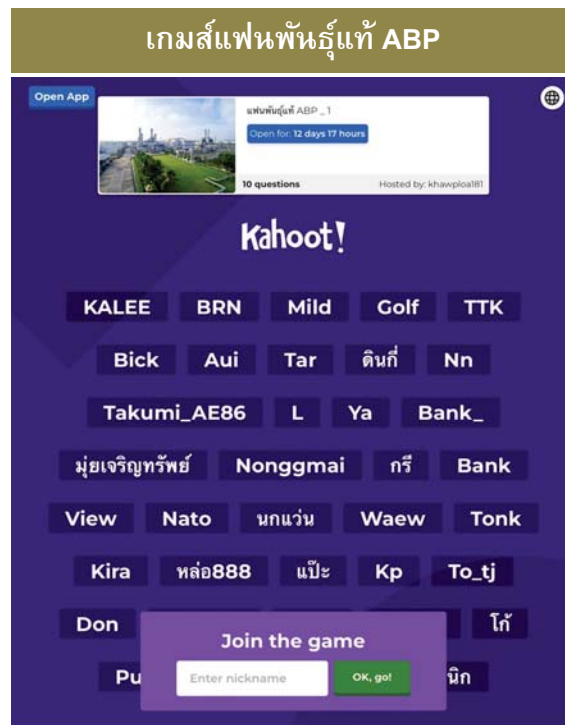 เกมส์แฟนพันธุ์แท้ ABP
Open App
แฟนพันธุ์แท้ ABP _ 1
Open for: 12 days 17 hours
10 questions Hosted by: khawploa181
Kahoot!
KALEE BRN Mild Golf TTK
Bick Aui Tar ดินกี่ Nn
Takumi_AE86 L Ya Bank_
มุ่ยเจริญทรัพย์ Nonggmai กรี Bank
View Nato นกแว่น Waew Tonk
Kira หล่อ888 แป๊ะ Kp To_tj
Don โก้
Join the game
Pu นิก
Enter nickname OK, go!